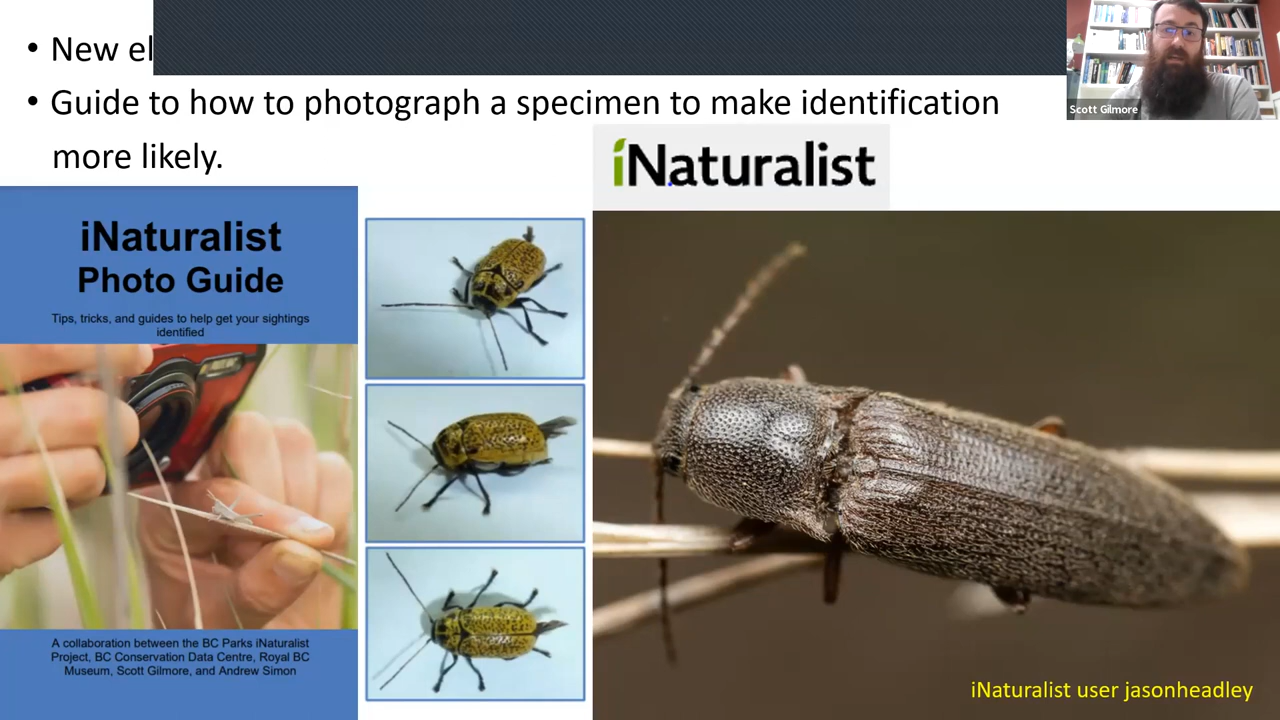 • New el
Scott Gilmore
• Guide to how to photograph a specimen to make identification
more likely.
iNaturalist
iNaturalist
Photo Guide
Tips, tricks, and guides to help get your sightings
identified
A collaboration between the BC Parks iNaturalist
Project, BC Conservation Data Centre, Royal BC
Museum, Scott Gilmore, and Andrew Simon
iNaturalist user jasonheadley